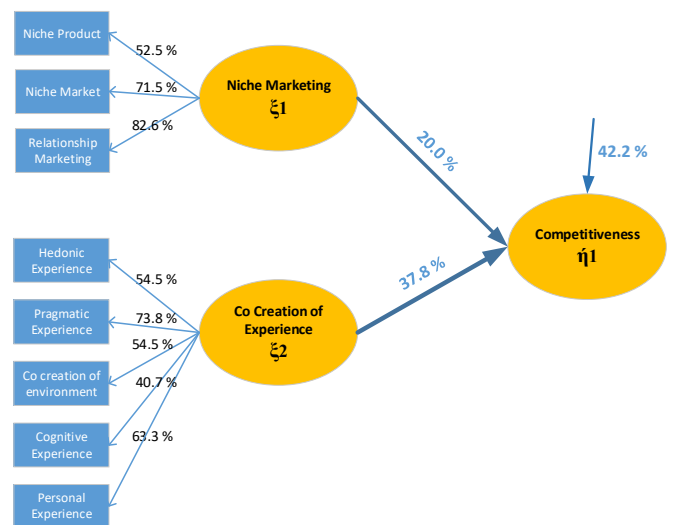 Niche Product
52.5 %
Niche Market
71.5 %
Relationship
Marketing
82.6 %
Niche Marketing
ξ1
20.0 %
42.2 %
Competitiveness
ή1
Hedonic
Experience
54.5 %
Pragmatic
Experience
73.8 %
54.5 %
Co creation of
environment
40.7 %
Cognitive
Experience
63.3 %
Personal
Experience
Co Creation of
Experience
ξ2
37.8 %